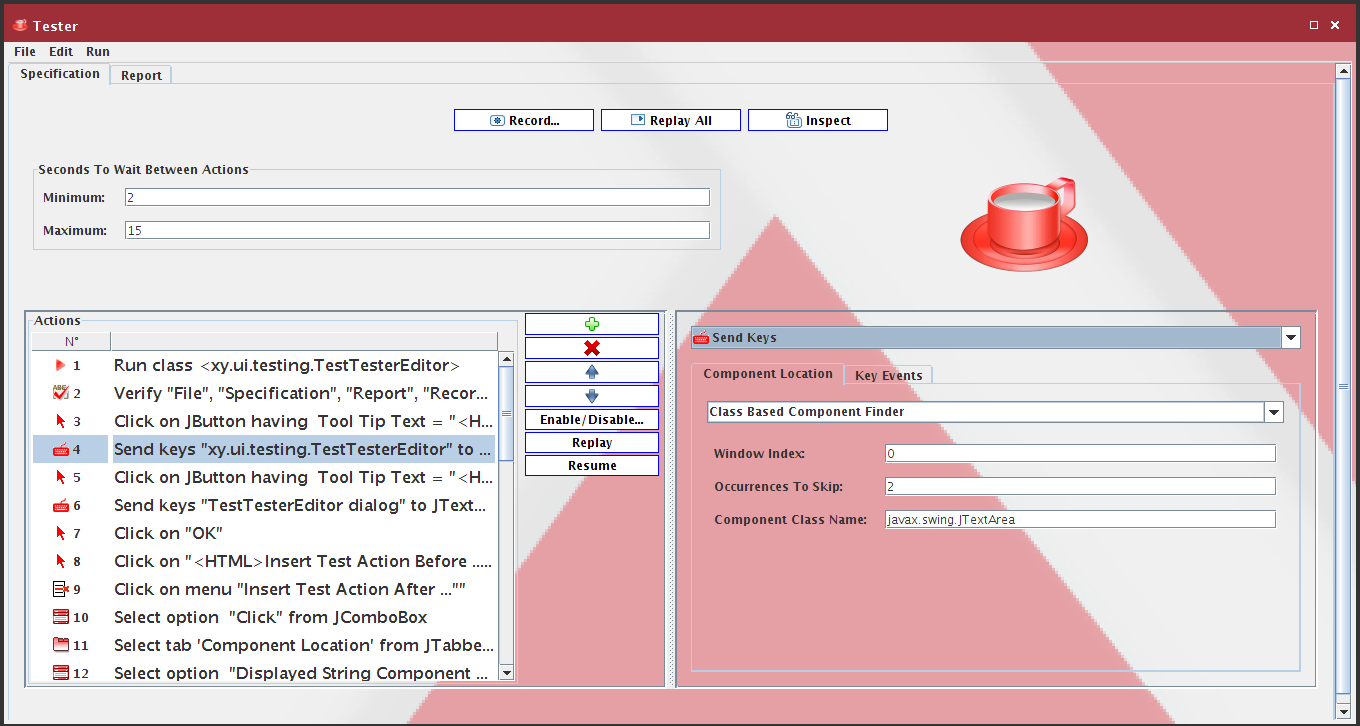 Tester
File Edit Run
Specification Report
Record... Replay All Inspect
Seconds To Wait Between Actions
Minimum: 2
Maximum: 15
Actions
N°
1 Run class <xy.ui.testing.TestTesterEditor>
2 Verify "File", "Specification", "Report", "Recor...
3 Click on JButton having  Tool Tip Text = "<H...
4 Send keys "xy.ui.testing.TestTesterEditor" to ...
5 Click on JButton having  Tool Tip Text = "<H...
6 Send keys "TestTesterEditor dialog" to JText...
7 Click on "OK"
8 Click on "<HTML>Insert Test Action Before .....
9 Click on menu "Insert Test Action After ...""
10 Select option  "Click" from JComboBox
11 Select tab 'Component Location' from JTabbe...
12 Select option  "Displayed String Component ...
Enable/Disable...
Replay
Resume
Send Keys
Component Location Key Events
Class Based Component Finder
Window Index: 0
Occurrences To Skip: 2
Component Class Name: javax.swing.JTextArea